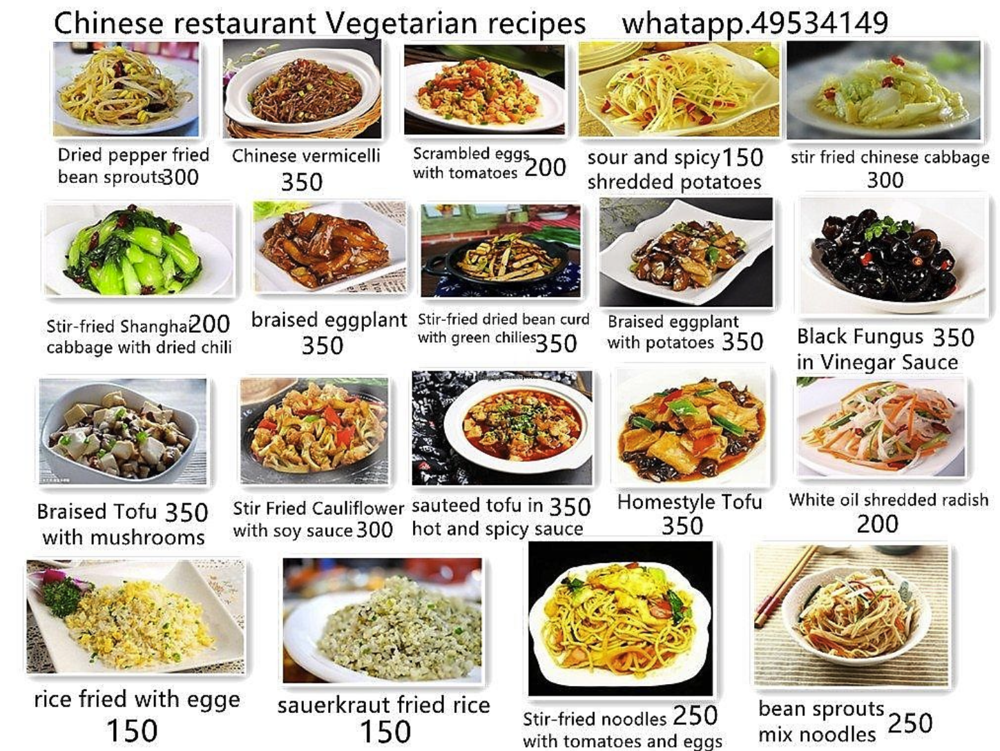 Chinese restaurant Vegetarian recipes whatapp.49534149
Dried pepper fried
bean sprouts300
Chinese vermicelli
350
Scrambled eggs
with tomatoes 200
sour and spicy150
shredded potatoes
stir fried chinese cabbage
300
Stir-fried Shanghai200
cabbage with dried chili
braised eggplant
350
Stir-fried dried bean curd
with green chilies350
Braised eggplant
with potatoes 350
Black Fungus 350
in Vinegar Sauce
Braised Tofu 350
with mushrooms
Stir Fried Cauliflower
with soy sauce 300
sauteed tofu in 350
hot and spicy sauce
Homestyle Tofu
350
White oil shredded radish
200
rice fried with egge
150
sauerkraut fried rice
150
Stir-fried noodles 250
with tomatoes and eggs
bean sprouts
mix noodles 250